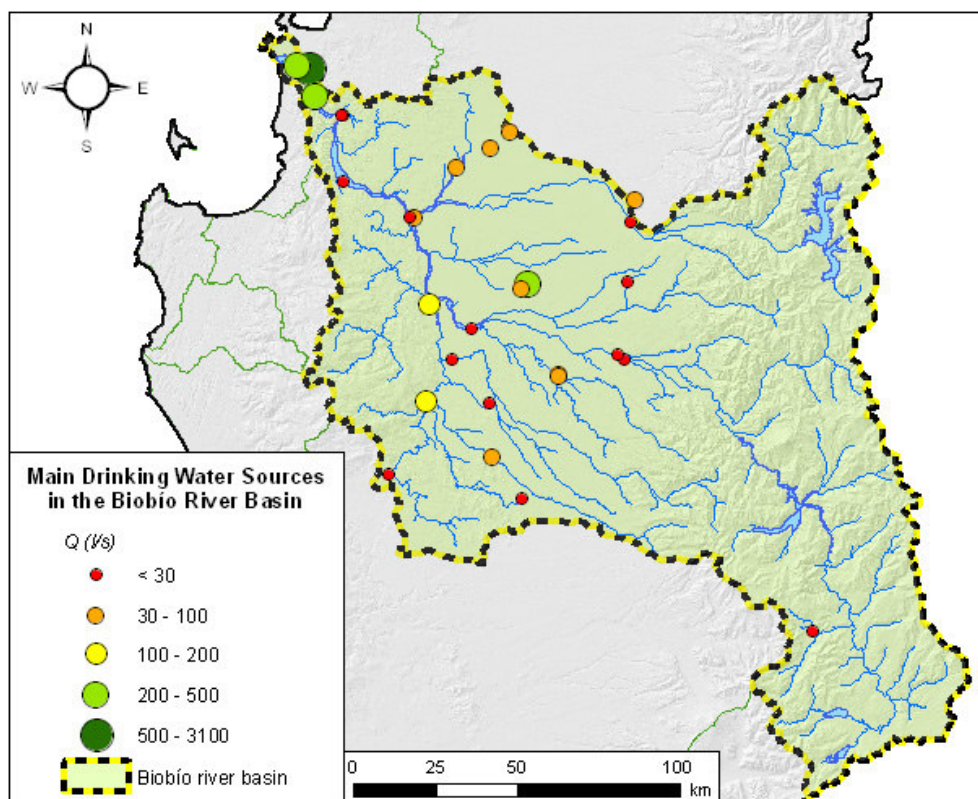 N
W E
S
Main Drinking Water Sources
in the Biobío River Basin
Q (l/s)
< 30
30 - 100
100 - 200
200 - 500
500 - 3100
Biobío river basin
0 25 50 100
km